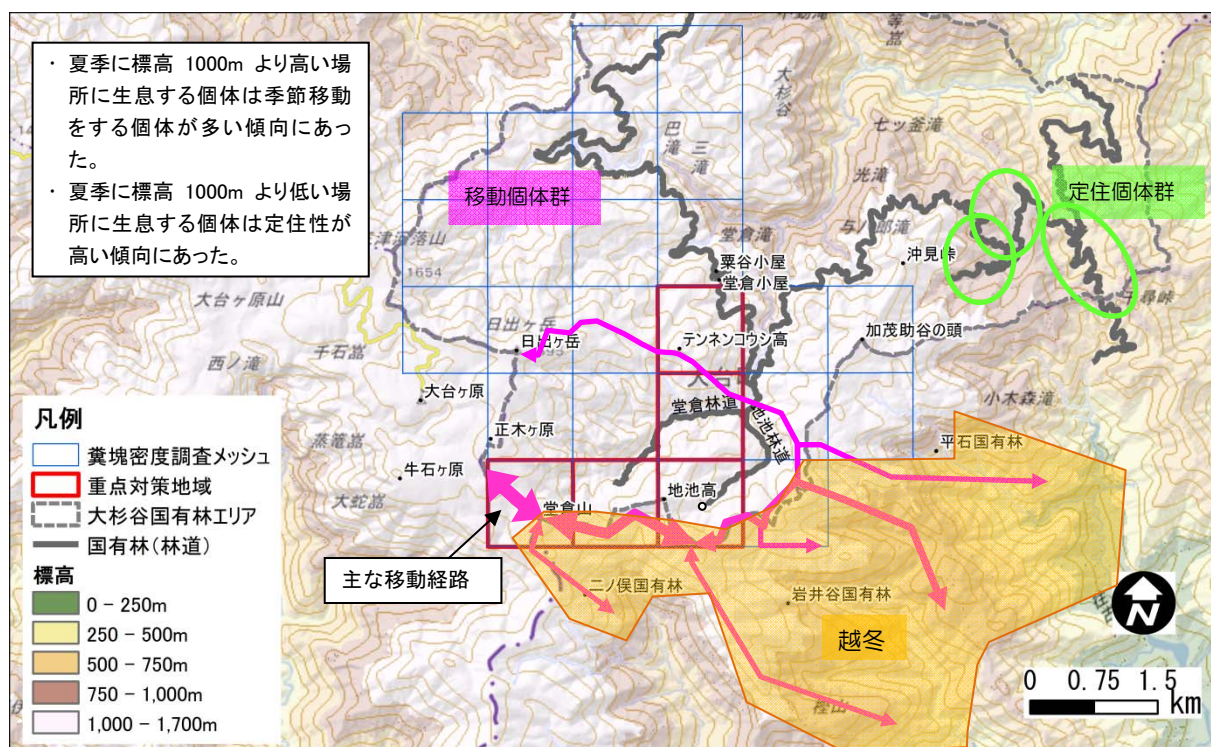 ・ 夏季に標高 1000m より高い場
所に生息する個体は季節移動
をする個体が多い傾向にあっ
た。
・ 夏季に標高 1000m より低い場
所に生息する個体は定住性が
高い傾向にあった。
大杉谷
巴滝
三滝
七ッ釜滝
光滝
移動個体群
定住個体群
堂倉滝
沖見峠
粟谷小屋
堂倉小屋
1654
大台ヶ原山
日出ヶ岳
日出ヶ岳
テンネンコウシ高
加茂助谷の頭
千尋峠
西ノ滝
千石嵓
大台ヶ原
堂倉林道
地池林道
小木森滝
正木ヶ原
平石国有林
蒸篭嵓
牛石ヶ原
大蛇嵓
堂倉山
地池高
主な移動経路
二ノ俣国有林
岩井谷国有林
越冬
凡例
糞塊密度調査メッシュ
重点対策地域
大杉谷国有林エリア
国有林(林道)
標高
0 - 250m
250 - 500m
500 - 750m
750 - 1,000m
1,000 - 1,700m
N
0 0.75 1.5
km